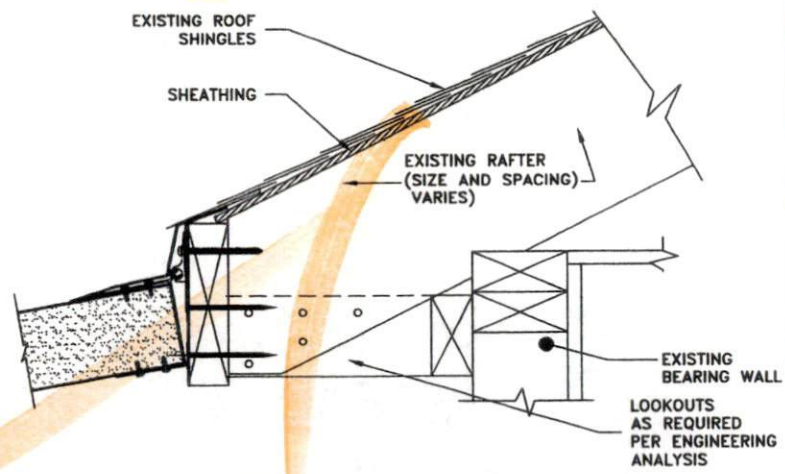 EXISTING ROOF
SHINGLES
SHEATHING
EXISTING RAFTER
(SIZE AND SPACING)
VARIES)
EXISTING
BEARING WALL
LOOKOUTS
AS REQUIRED
PER ENGINEERING
ANALYSIS